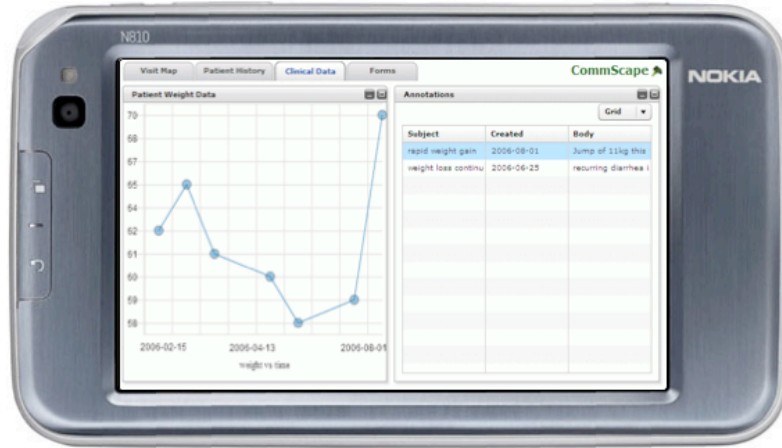 N810
NOKIA
Visit Map Patient History Clinical Data Forms
CommScape
Patient Weight Data
70
68
67
65
64
62
61
60
59
58
2006-02-15 2006-04-13 2006-08-01
weight vs time
Annotations
Grid
Subject Created Body
rapid weight gain 2006-08-01 Jump of 11kg this
weight loss continu 2006-06-25 recurring diarrhea i